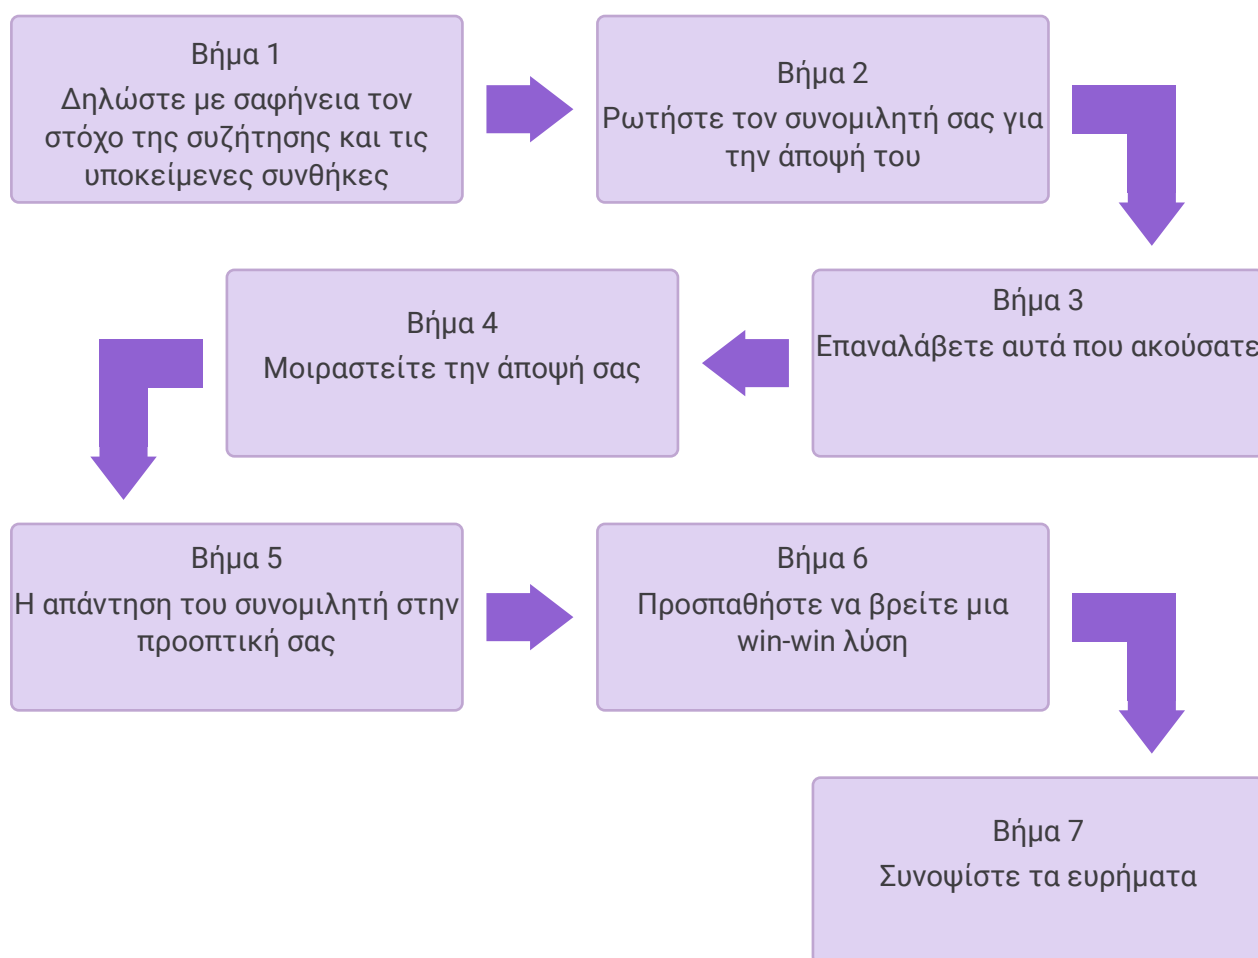 Βήμα 1
Δηλώστε με σαφήνεια τον
στόχο της συζήτησης και τις
υποκείμενες συνθήκες
Βήμα 2
Ρωτήστε τον συνομιλητή σας για
την άποψή του
Βήμα 3
Επαναλάβετε αυτά που ακούσατε
Βήμα 4
Μοιραστείτε την άποψή σας
Βήμα 5
Η απάντηση του συνομιλητή στην
προοπτική σας
Βήμα 6
Προσπαθήστε να βρείτε μια
win-win λύση
Βήμα 7
Συνοψίστε τα ευρήματα